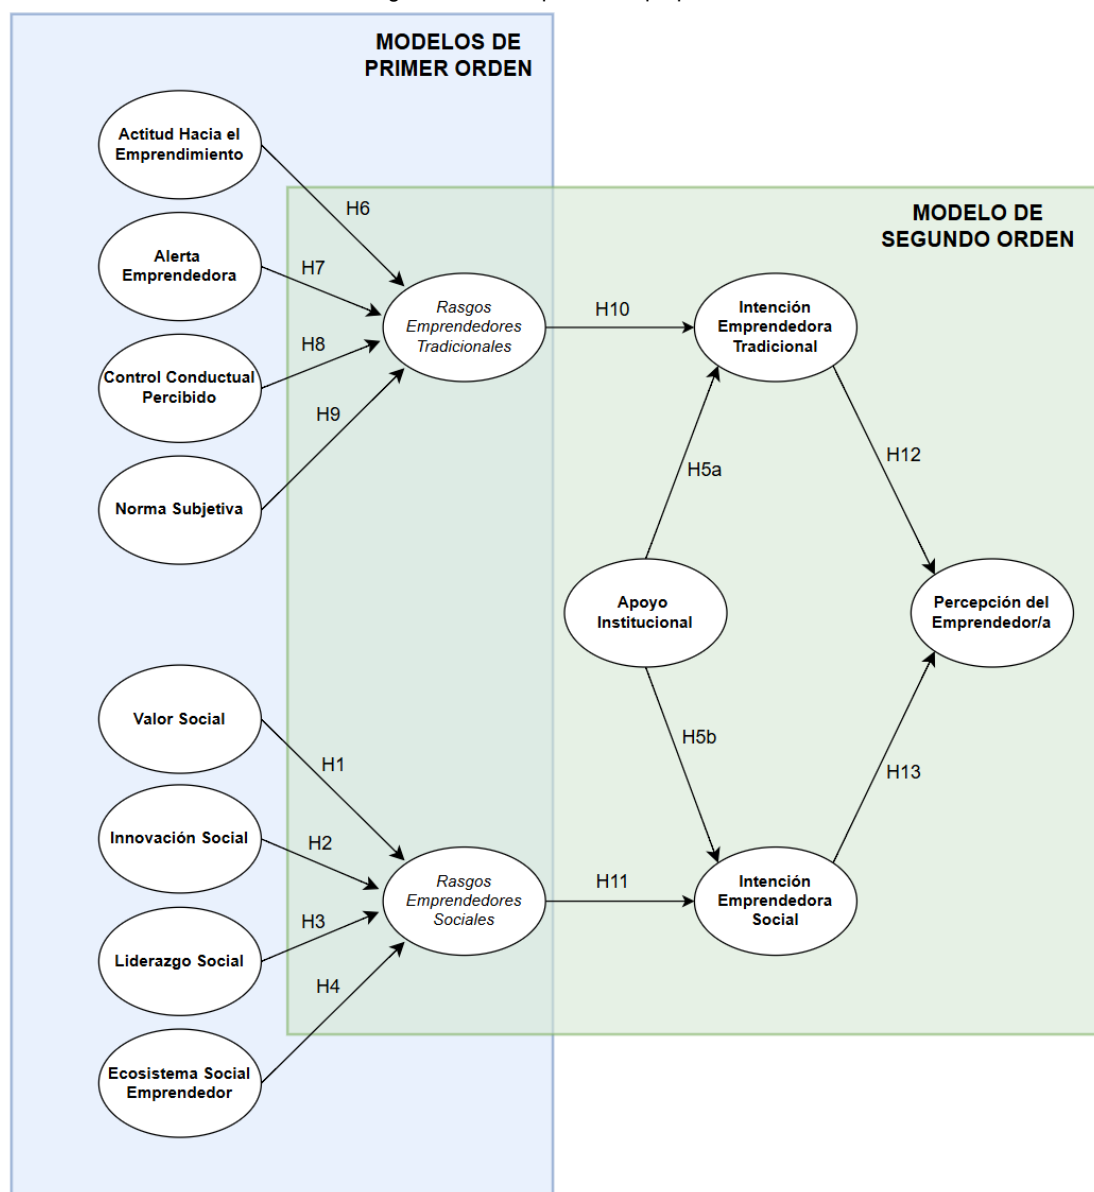 MODELOS DE
PRIMER ORDEN
Actitud Hacia el
Emprendimiento
H6
MODELO DE
SEGUNDO ORDEN
Alerta
Emprendedora
H7
Rasgos
Emprendedores
Tradicionales
H10
Intención
Emprendedora
Tradicional
H8
Control Conductual
Percibido
H9
H12
H5a
Norma Subjetiva
Apoyo
Institucional
Percepción del
Emprendedor/a
Valor Social
H1
H5b
H13
Innovación Social
H2
Rasgos
Emprendedores
Sociales
H11
Intención
Emprendedora
Social
H3
Liderazgo Social
H4
Ecosistema Social
Emprendedor